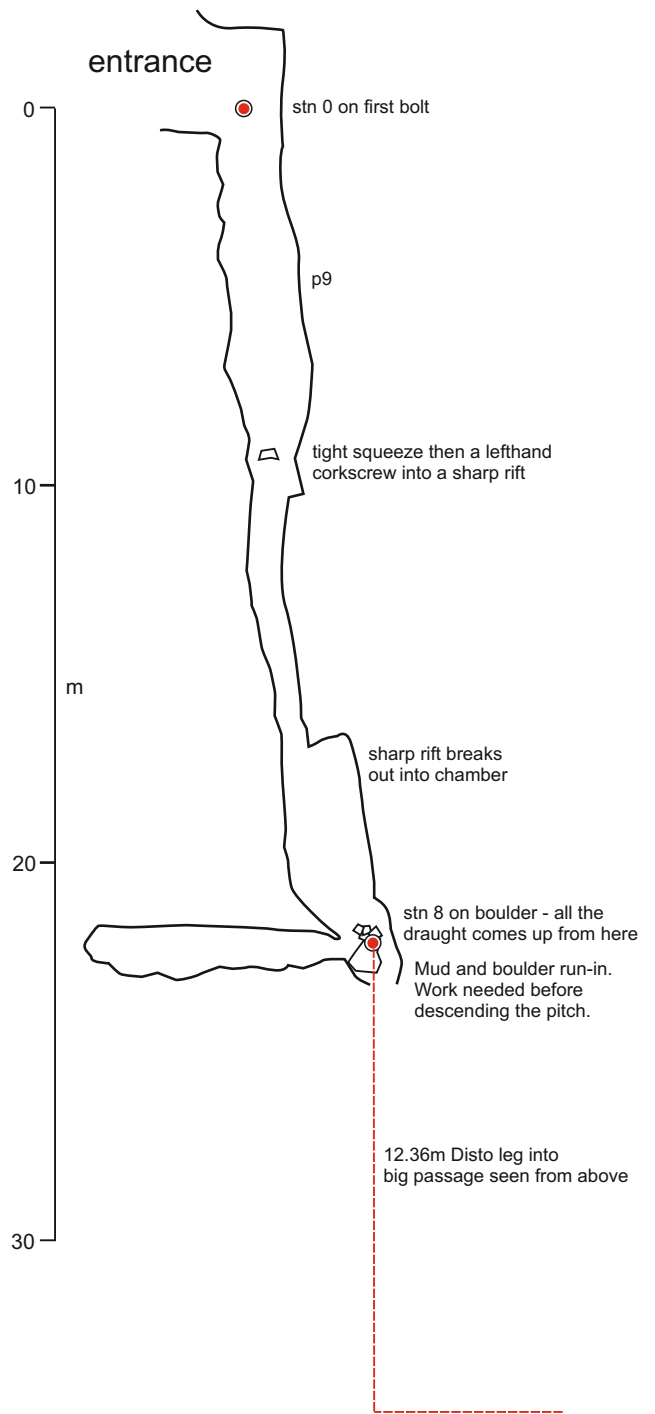 entrance
0
stn 0 on first bolt
p9
tight squeeze then a lefthand
corkscrew into a sharp rift
10
m
sharp rift breaks
out into chamber
20
stn 8 on boulder - all the
draught comes up from here
Mud and boulder run-in.
Work needed before
descending the pitch.
12.36m Disto leg into
big passage seen from above
30